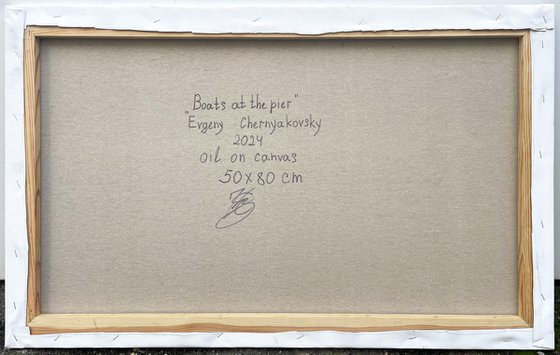 "Boats at the pier"
"Evgeny Chernyakovsky
2024
oil on canvas
50x80 cm